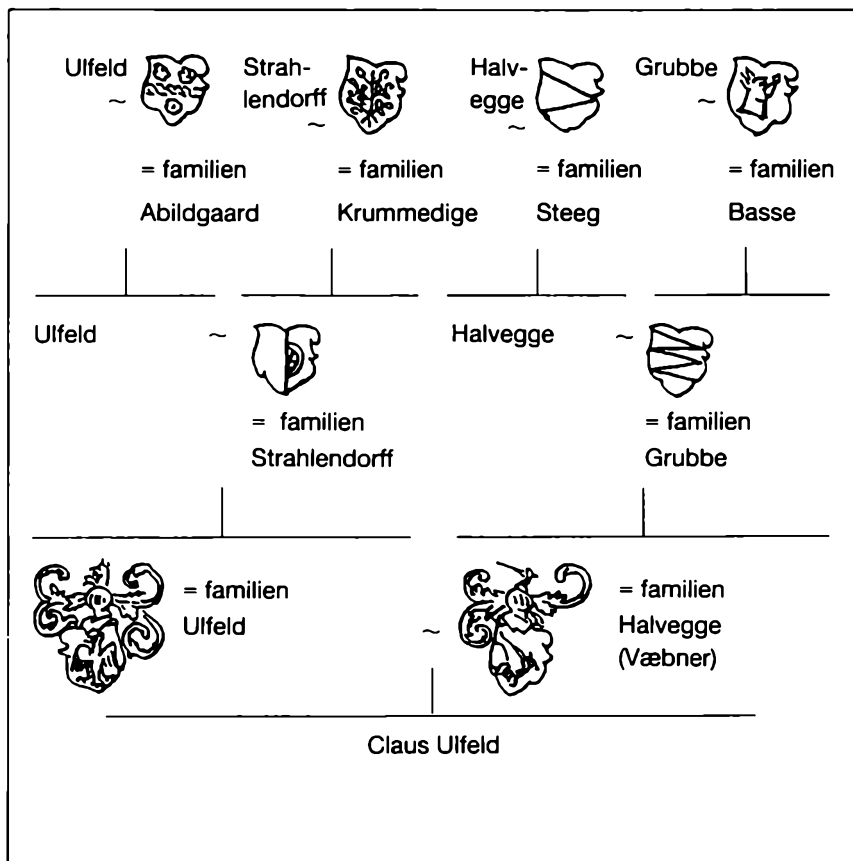 Ulfeld
~
= familien
Abildgaard
Strah-
lendorff
~
= familien
Krummedige
Halv-
egge
~
= familien
Steeg
Grubbe
~
= familien
Basse
Ulfeld ~
= familien
Strahlendorff
Halvegge ~
= familien
Grubbe
= familien
Ulfeld
~
= familien
Halvegge
(Væbner)
Claus Ulfeld